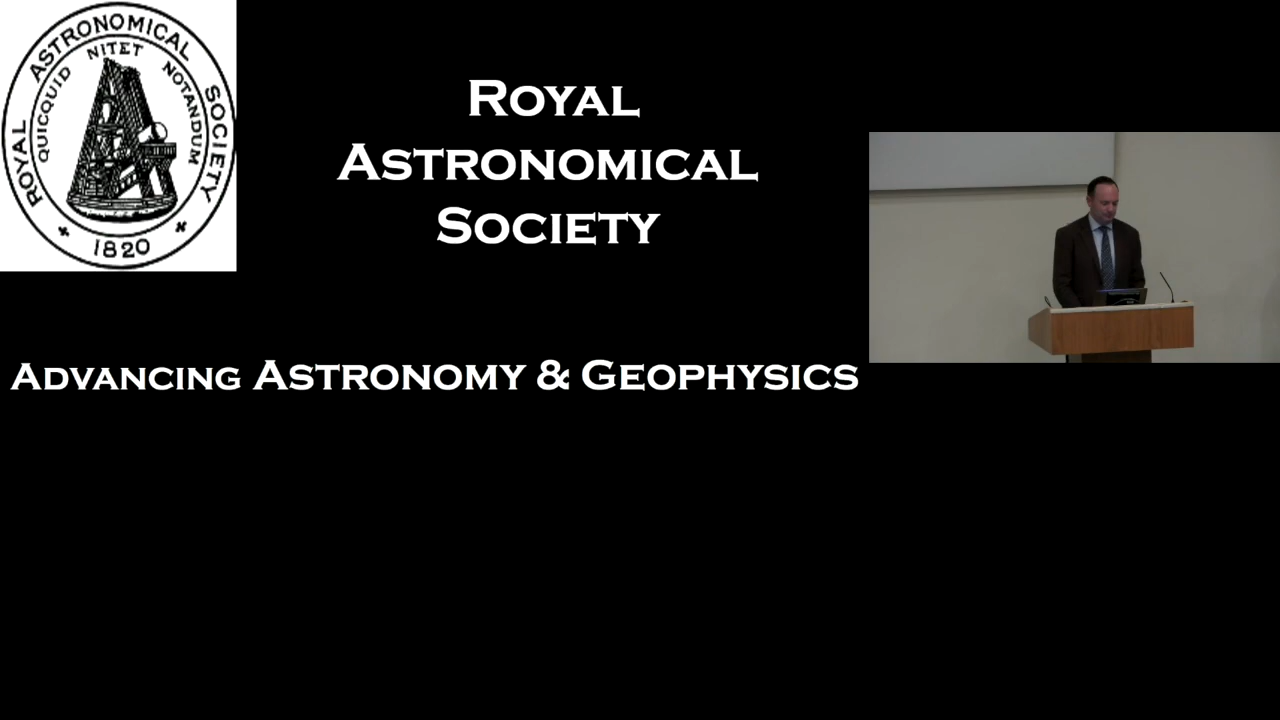 ROYAL ASTRONOMICAL SOCIETY
QUICQUID NITET NOTANDUM
1820
ROYAL
ASTRONOMICAL
SOCIETY
ADVANCING ASTRONOMY & GEOPHYSICS